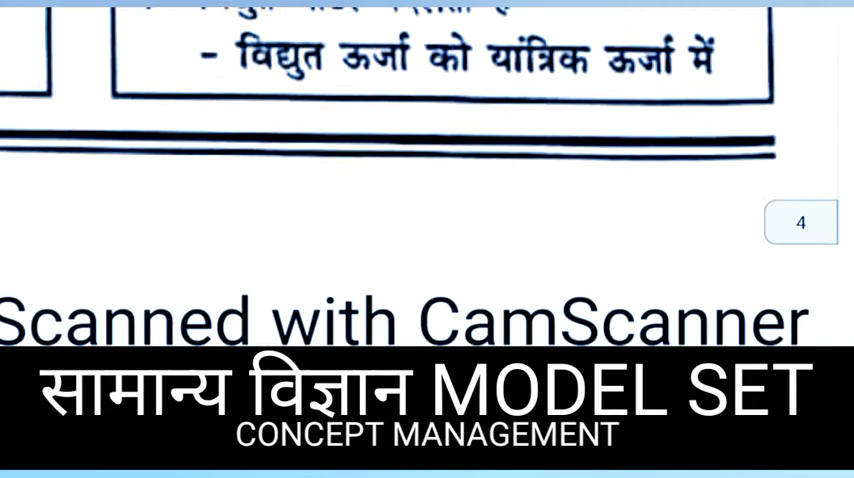 - विद्युत ऊर्जा को यांत्रिक ऊर्जा में
4
Scanned with CamScanner
सामान्य विज्ञान MODEL SET
CONCEPT MANAGEMENT